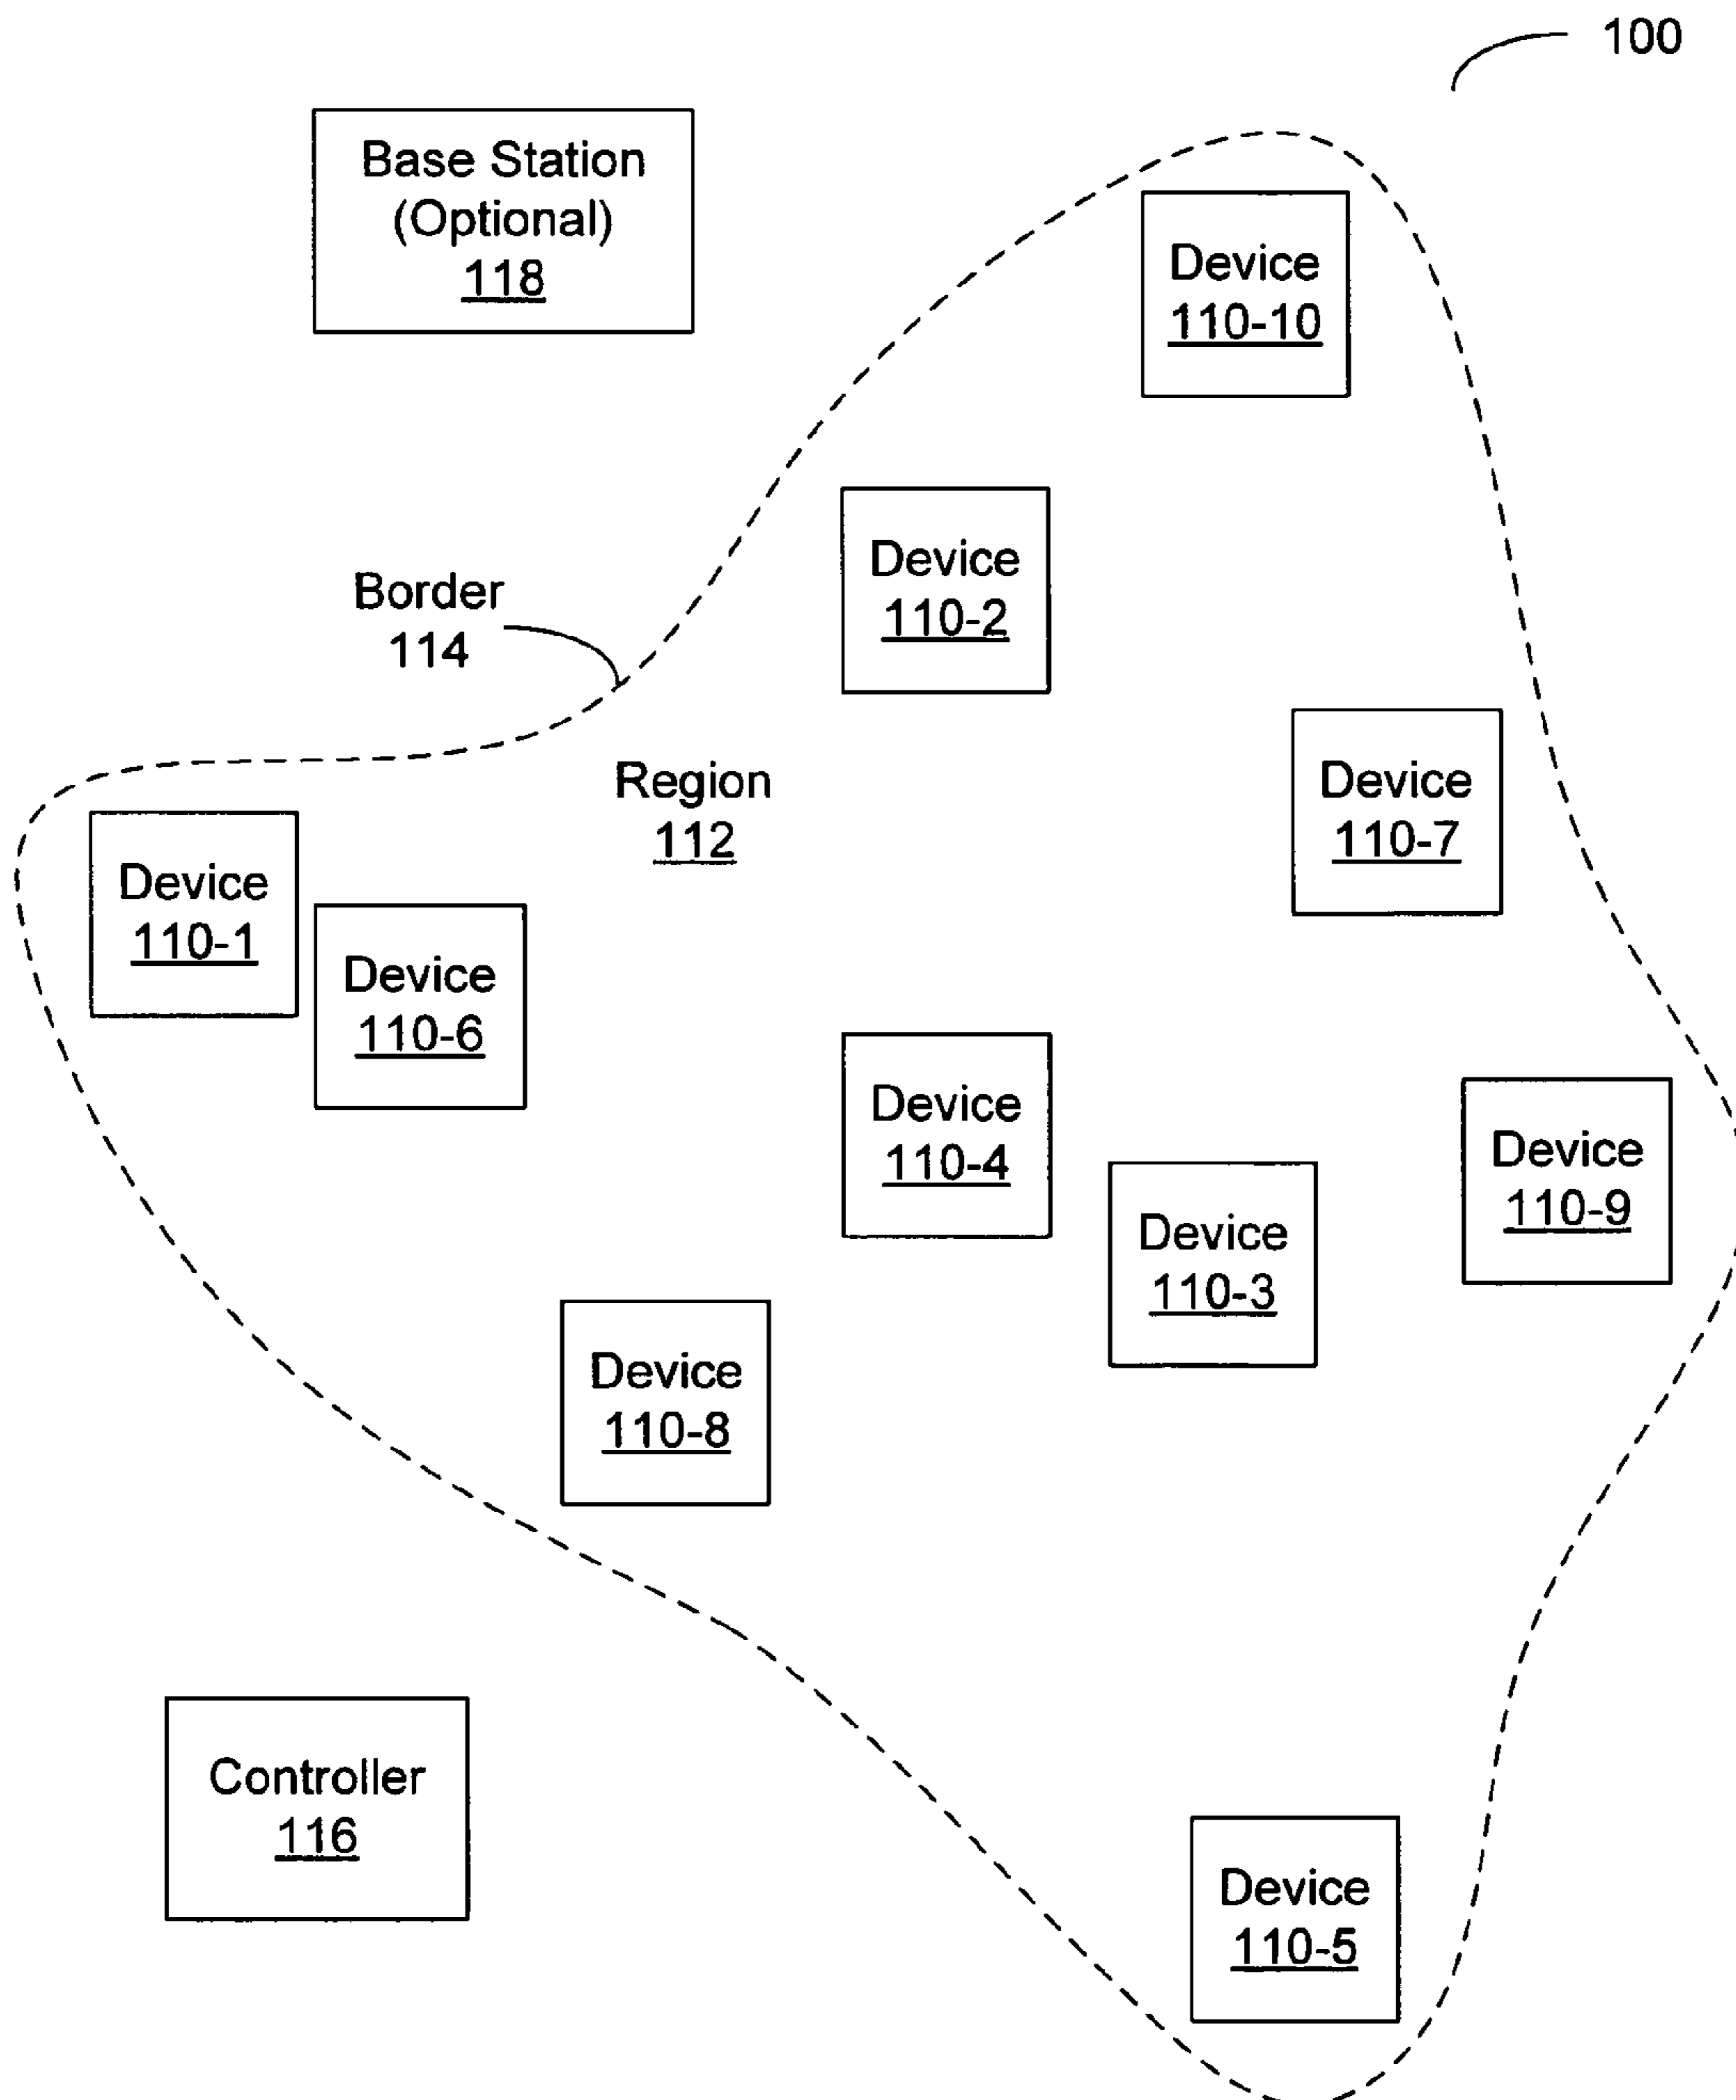 100
Base Station
(Optional)
118
Device
110-10
Device
110-2
Border
114
Region
112
Device
110-7
Device
110-1
Device
110-6
Device
110-4
Device
110-9
Device
110-3
Device
110-8
Controller
116
Device
110-5